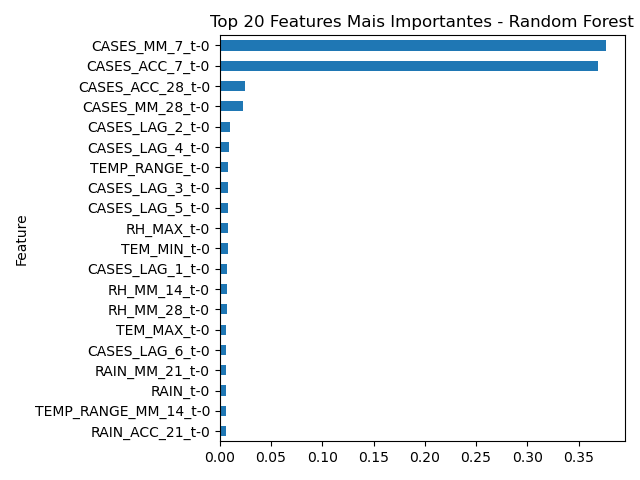 Top 20 Features Mais Importantes - Random Forest
Feature
CASES_MM_7_t-0
CASES_ACC_7_t-0
CASES_ACC_28_t-0
CASES_MM_28_t-0
CASES_LAG_2_t-0
CASES_LAG_4_t-0
TEMP_RANGE_t-0
CASES_LAG_3_t-0
CASES_LAG_5_t-0
RH_MAX_t-0
TEM_MIN_t-0
CASES_LAG_1_t-0
RH_MM_14_t-0
RH_MM_28_t-0
TEM_MAX_t-0
CASES_LAG_6_t-0
RAIN_MM_21_t-0
RAIN_t-0
TEMP_RANGE_MM_14_t-0
RAIN_ACC_21_t-0
0.00 0.05 0.10 0.15 0.20 0.25 0.30 0.35